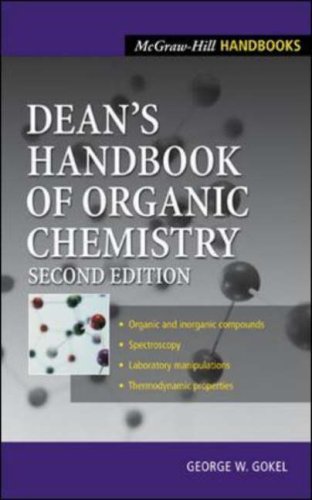 McGraw-Hill HANDBOOKS
DEAN'S
HANDBOOK
OF ORGANIC
CHEMISTRY
SECOND EDITION
• Organic and inorganic compounds
• Spectroscopy
• Laboratory manipulations
• Thermodynamic properties
GEORGE W. GOKEL